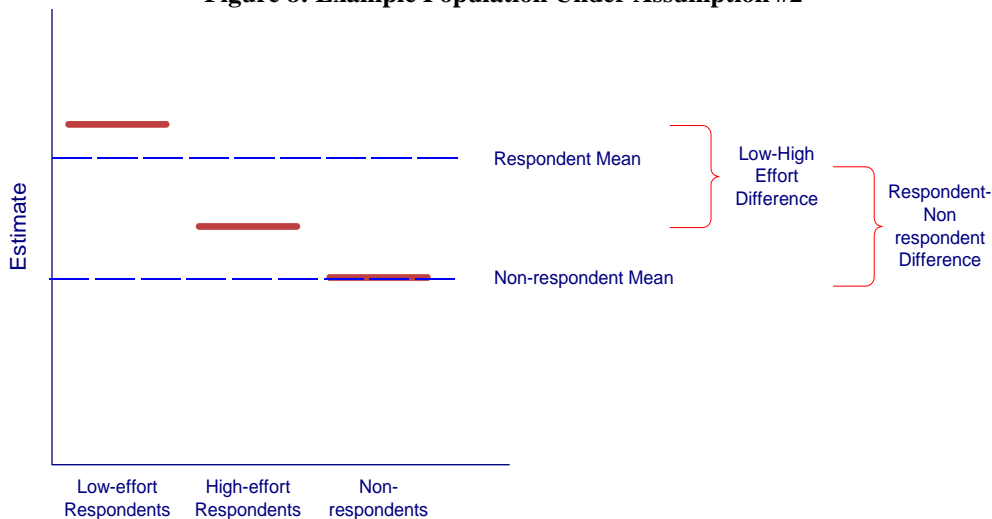 Figure 8: Example Population Under Assumption #2
Respondent Mean
Low-High
Effort
Difference
Respondent-
Non
respondent
Difference
Estimate
Non-respondent Mean
Low-effort
Respondents
High-effort
Respondents
Non-
respondents